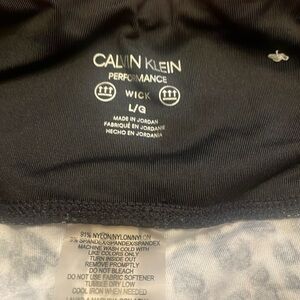 CALVIN KLEIN
PERFORMANCE
WICK
L/G
MADE IN JORDAN
FABRIQUÉ EN JORDANIE
HECHO EN JORDANIA
91% NYLON/NYLON/NYLON
9% SPANDEX/SPANDEX/SPANDEX
MACHINE WASH COLD WITH
LIKE COLORS ONLY
TURN INSIDE OUT
REMOVE PROMPTLY
DO NOT BLEACH
DO NOT USE FABRIC SOFTENER
TUMBLE DRY LOW
COOL IRON WHEN NEEDED